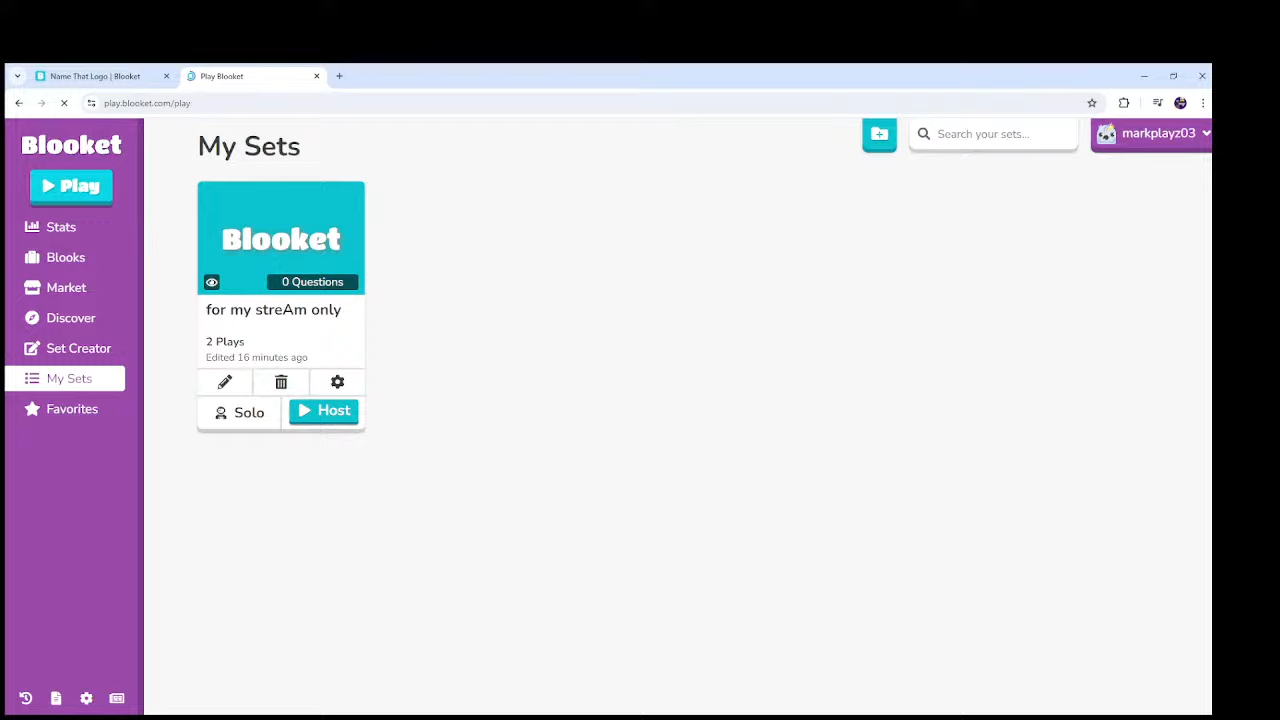 Name That Logo | Blooket
Play Blooket
play.blooket.com/play
Blooket
Play
Stats
Blooks
Market
Discover
Set Creator
My Sets
Favorites
My Sets
Search your sets...
markplayz03
Blooket
0 Questions
for my streAm only
2 Plays
Edited 16 minutes ago
Solo
Host